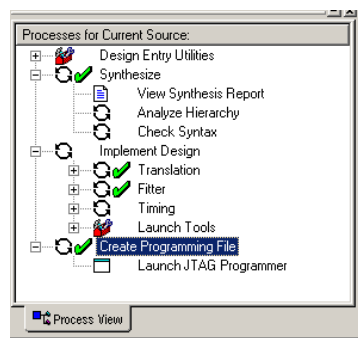 Processes for Current Source:
Design Entry Utilities
Synthesize
View Synthesis Report
Analyze Hierarchy
Check Syntax
Implement Design
Translation
Fitter
Timing
Launch Tools
Create Programming File
Launch JTAG Programmer
Process View